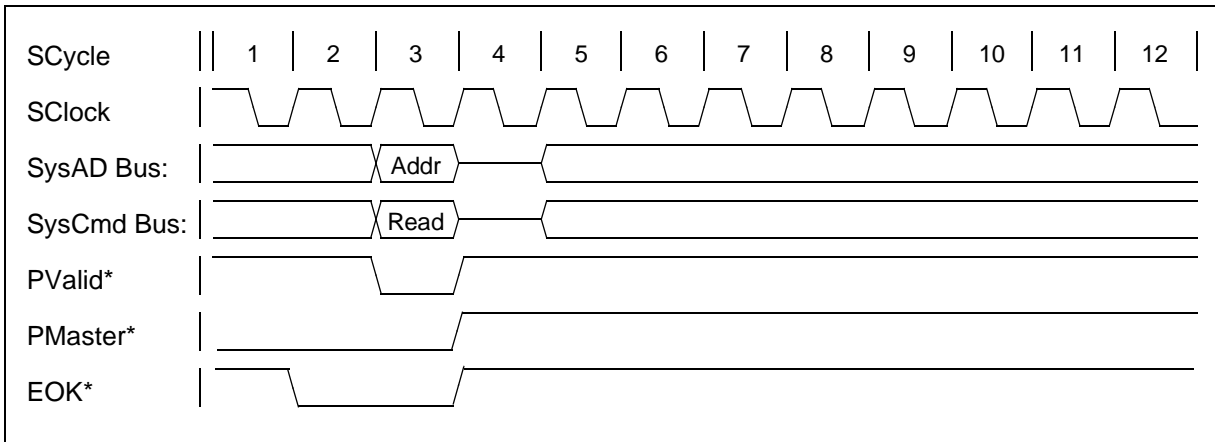 SCycle 1 2 3 4 5 6 7 8 9 10 11 12
SClock
SysAD Bus: Addr
SysCmd Bus: Read
PValid*
PMaster*
EOK*